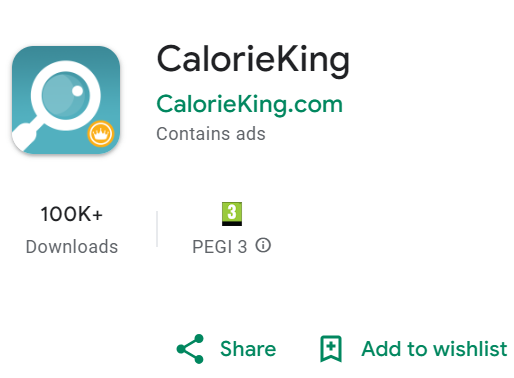 CalorieKing
CalorieKing.com
Contains ads
100K+
Downloads
3
PEGI 3
Share
Add to wishlist